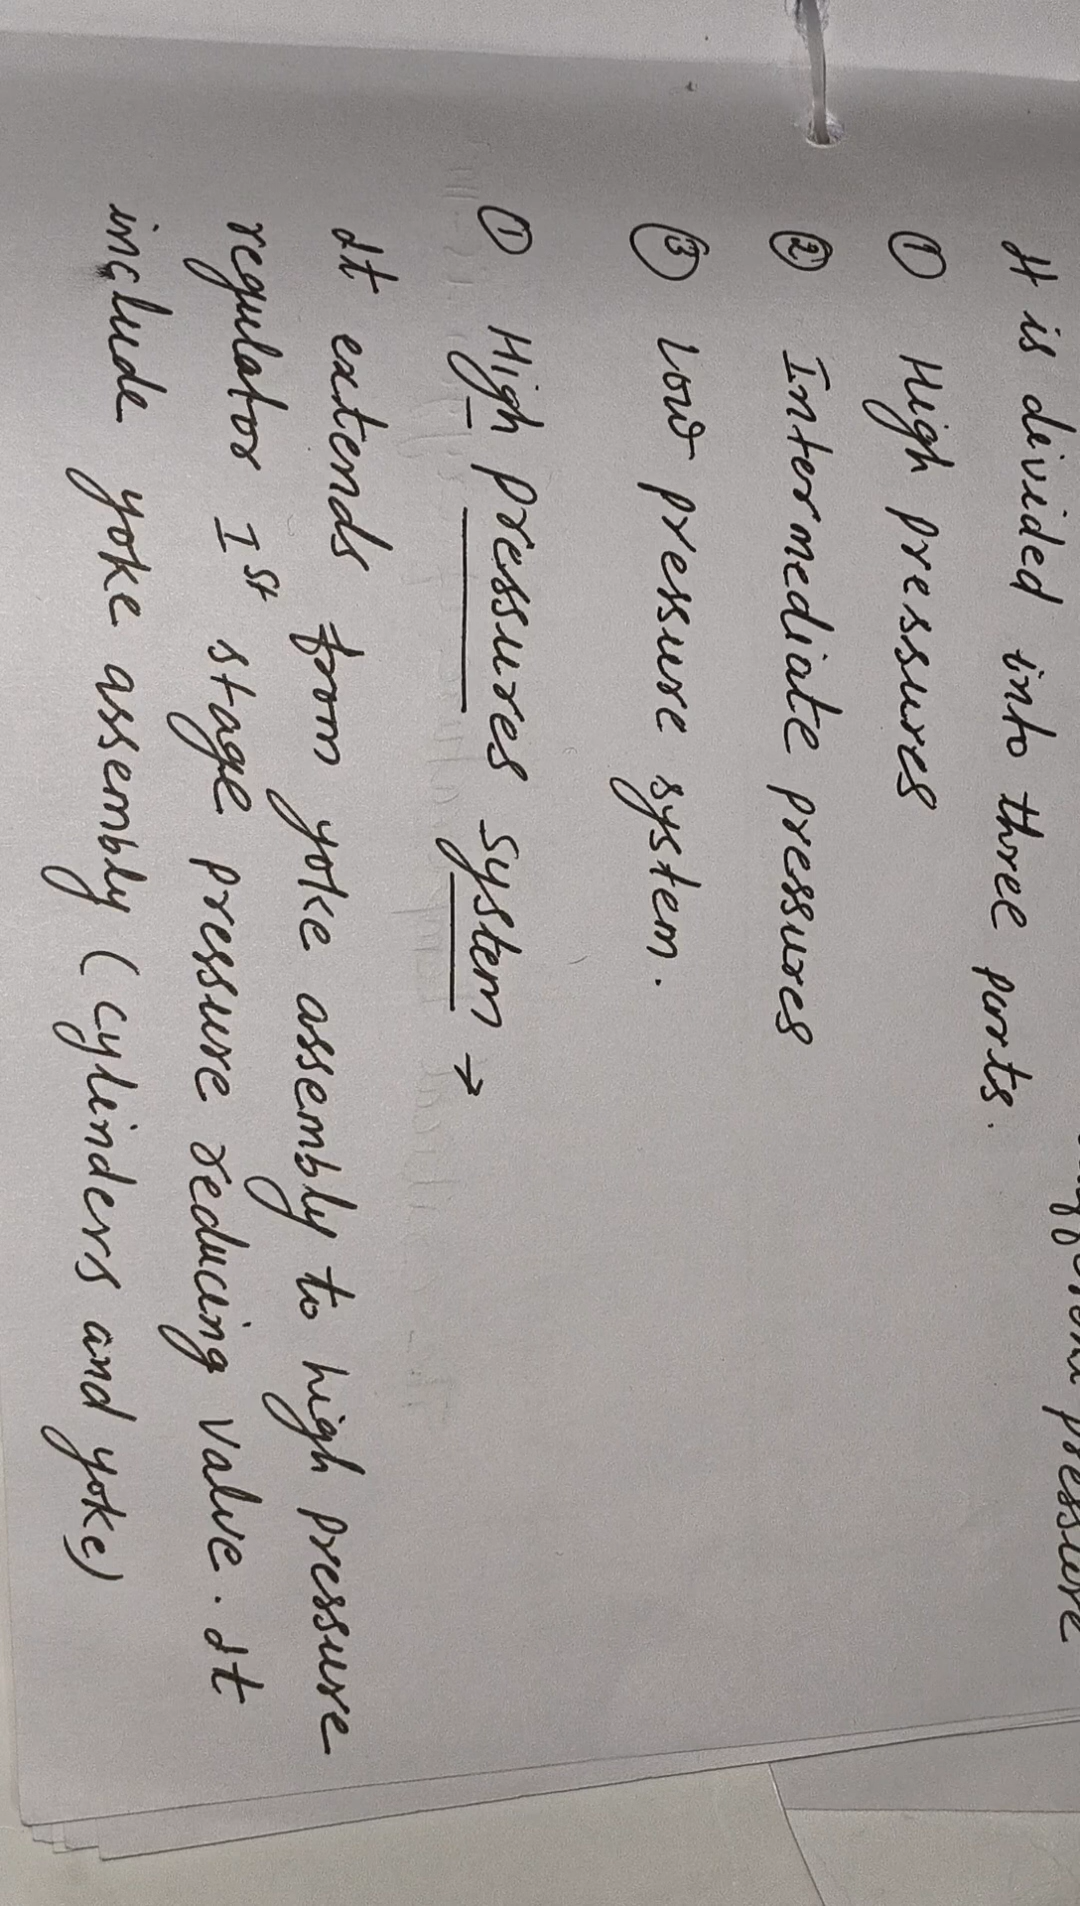 pressure
It is divided into three parts.
① High pressures
② Intermediate pressures
③ Low pressure system.
① High pressures system →
It extends from yoke assembly to high pressure
regulator Ist stage pressure reducing valve. It
include yoke assembly (cylinders and yoke)